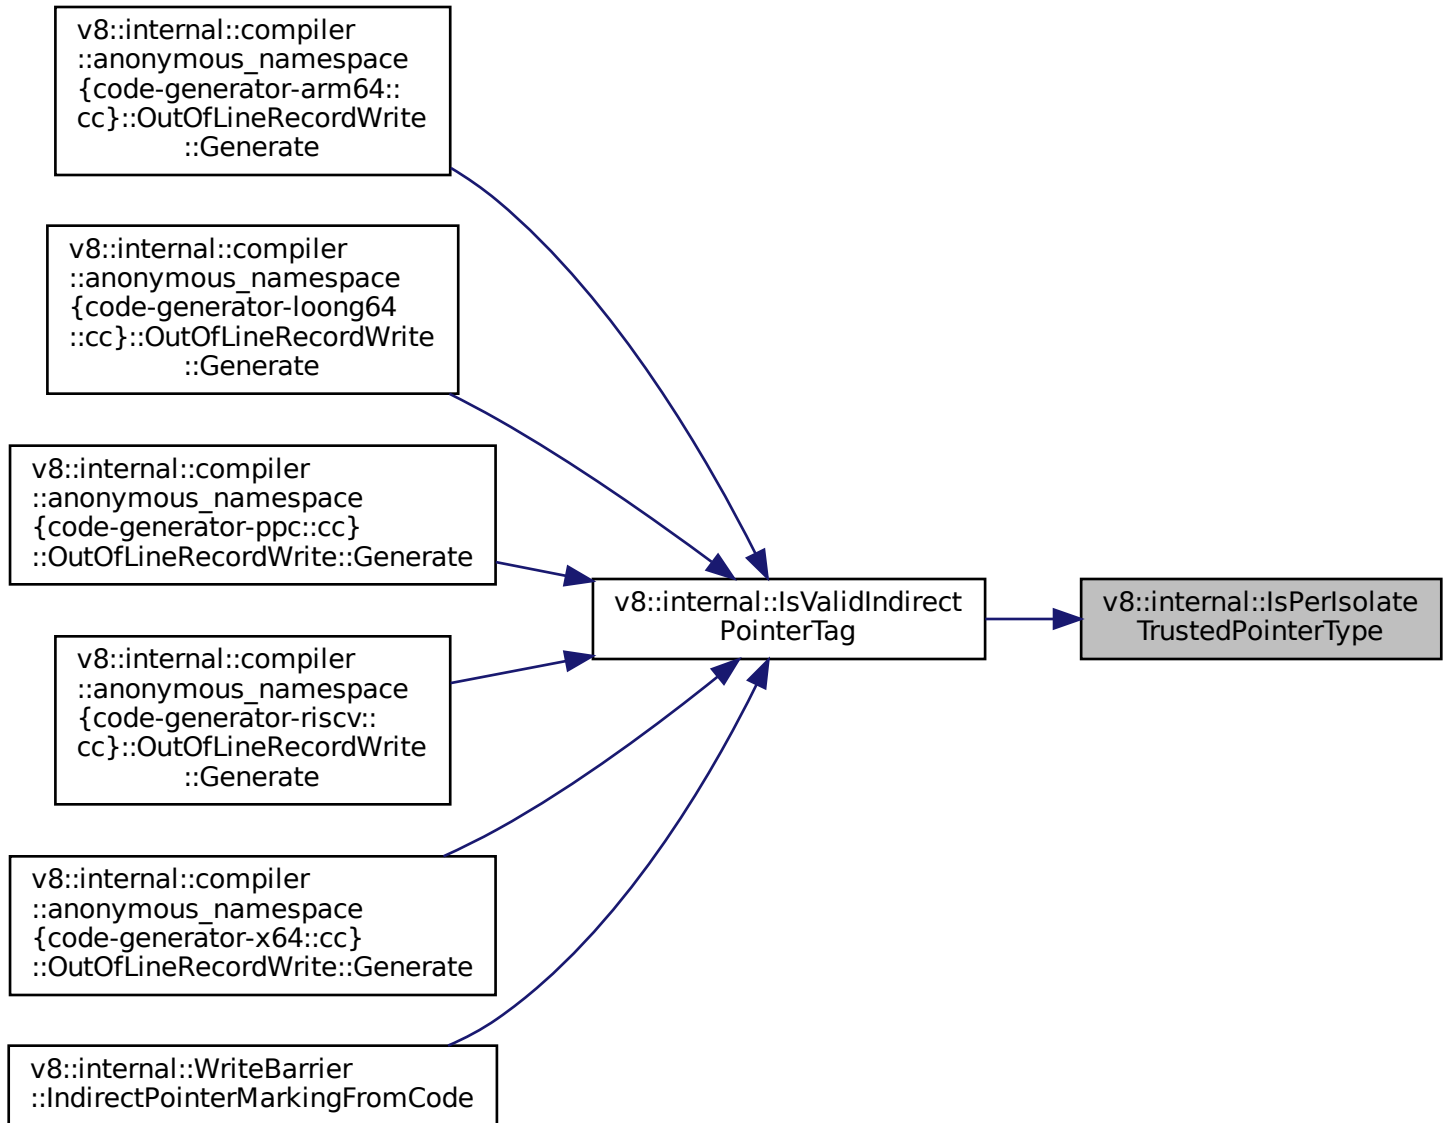 v8::internal::compiler
::anonymous_namespace
{code-generator-arm64::
cc}::OutOfLineRecordWrite
::Generate
v8::internal::compiler
::anonymous_namespace
{code-generator-loong64
::cc}::OutOfLineRecordWrite
::Generate
v8::internal::compiler
::anonymous_namespace
{code-generator-ppc::cc}
::OutOfLineRecordWrite::Generate
v8::internal::IsValidIndirect
PointerTag
v8::internal::IsPerIsolate
TrustedPointerType
v8::internal::compiler
::anonymous_namespace
{code-generator-riscv::
cc}::OutOfLineRecordWrite
::Generate
v8::internal::compiler
::anonymous_namespace
{code-generator-x64::cc}
::OutOfLineRecordWrite::Generate
v8::internal::WriteBarrier
::IndirectPointerMarkingFromCode